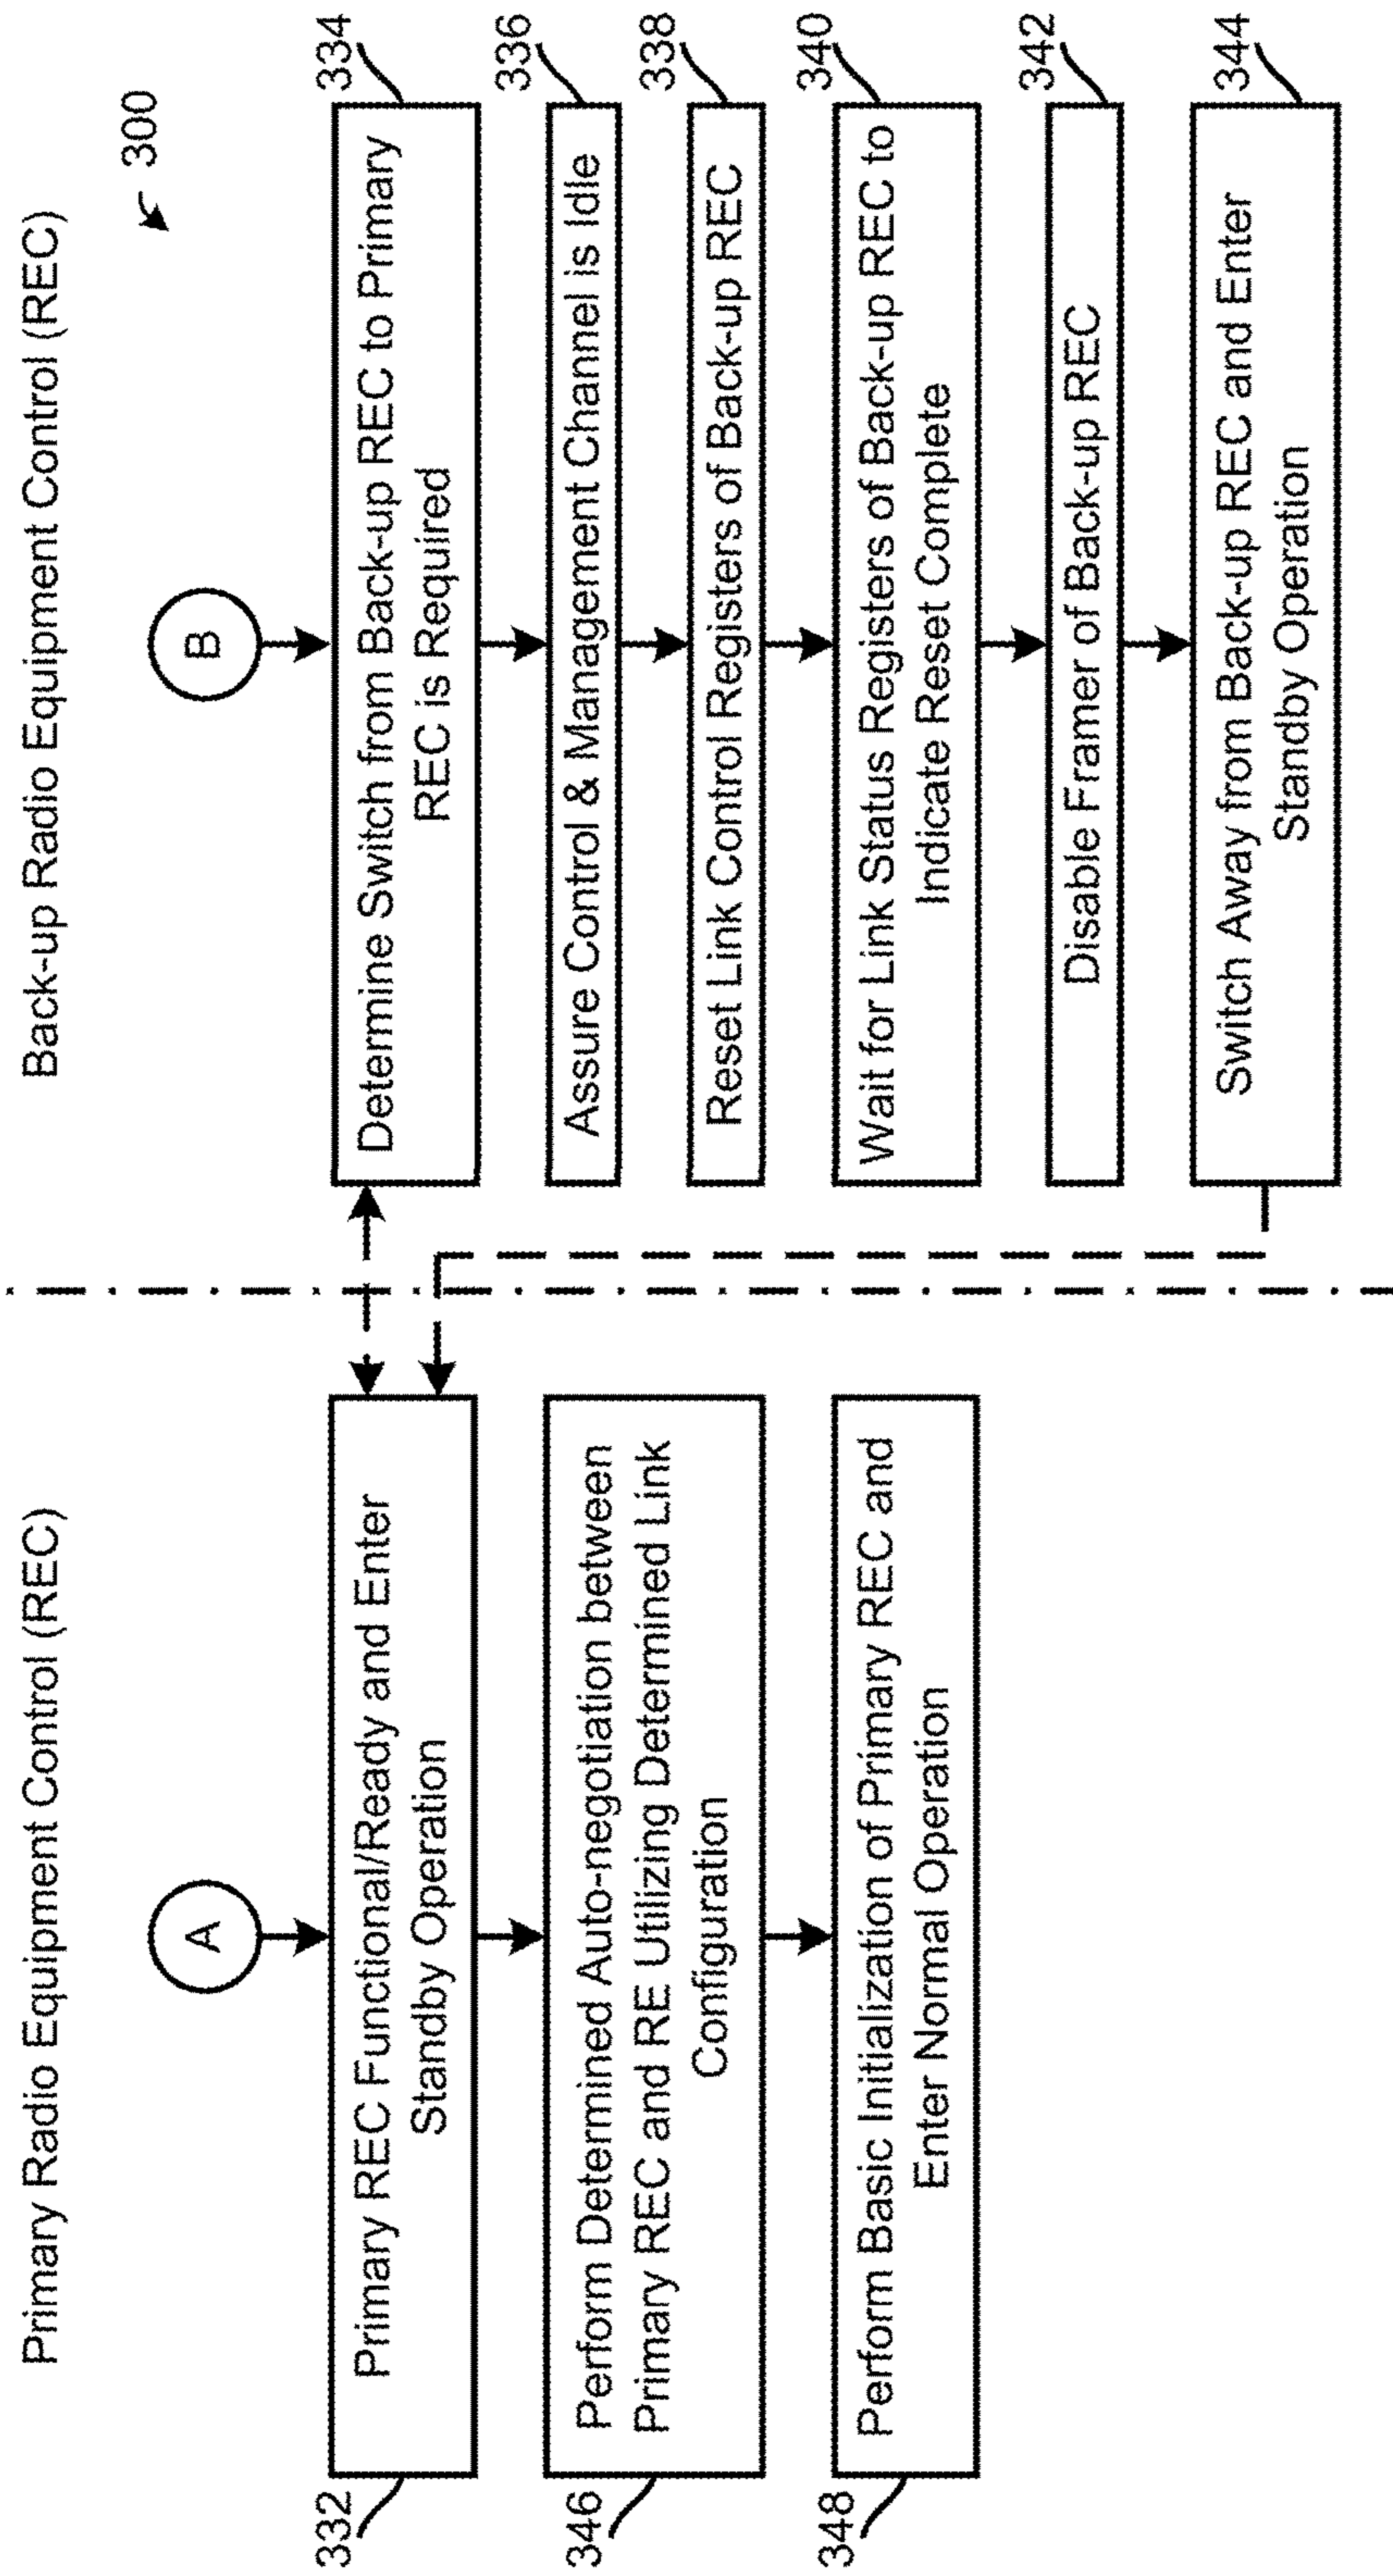 Primary Radio Equipment Control (REC)
Back-up Radio Equipment Control (REC)
300
A
332
Primary REC Functional/Ready and Enter
Standby Operation
346
Perform Determined Auto-negotiation between
Primary REC and RE Utilizing Determined Link
Configuration
348
Perform Basic Initialization of Primary REC and
Enter Normal Operation
B
334
Determine Switch from Back-up REC to Primary
REC is Required
336
Assure Control & Management Channel is Idle
338
Reset Link Control Registers of Back-up REC
340
Wait for Link Status Registers of Back-up REC to
Indicate Reset Complete
342
Disable Framer of Back-up REC
344
Switch Away from Back-up REC and Enter
Standby Operation